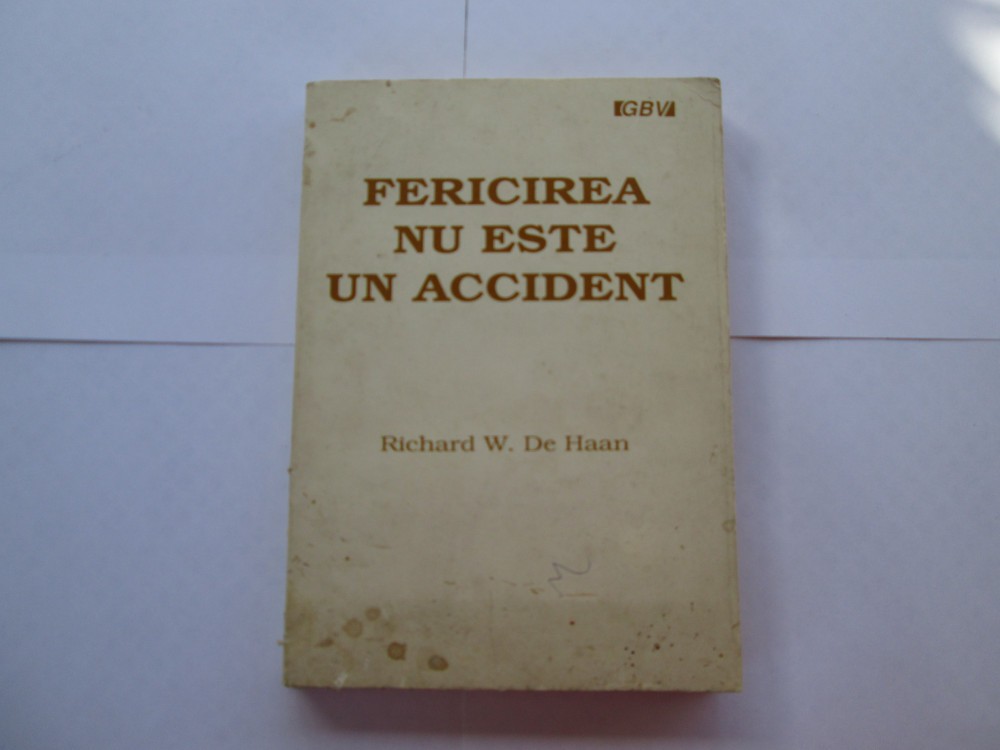 GBV
FERICIREA
NU ESTE
UN ACCIDENT
Richard W. De Haan